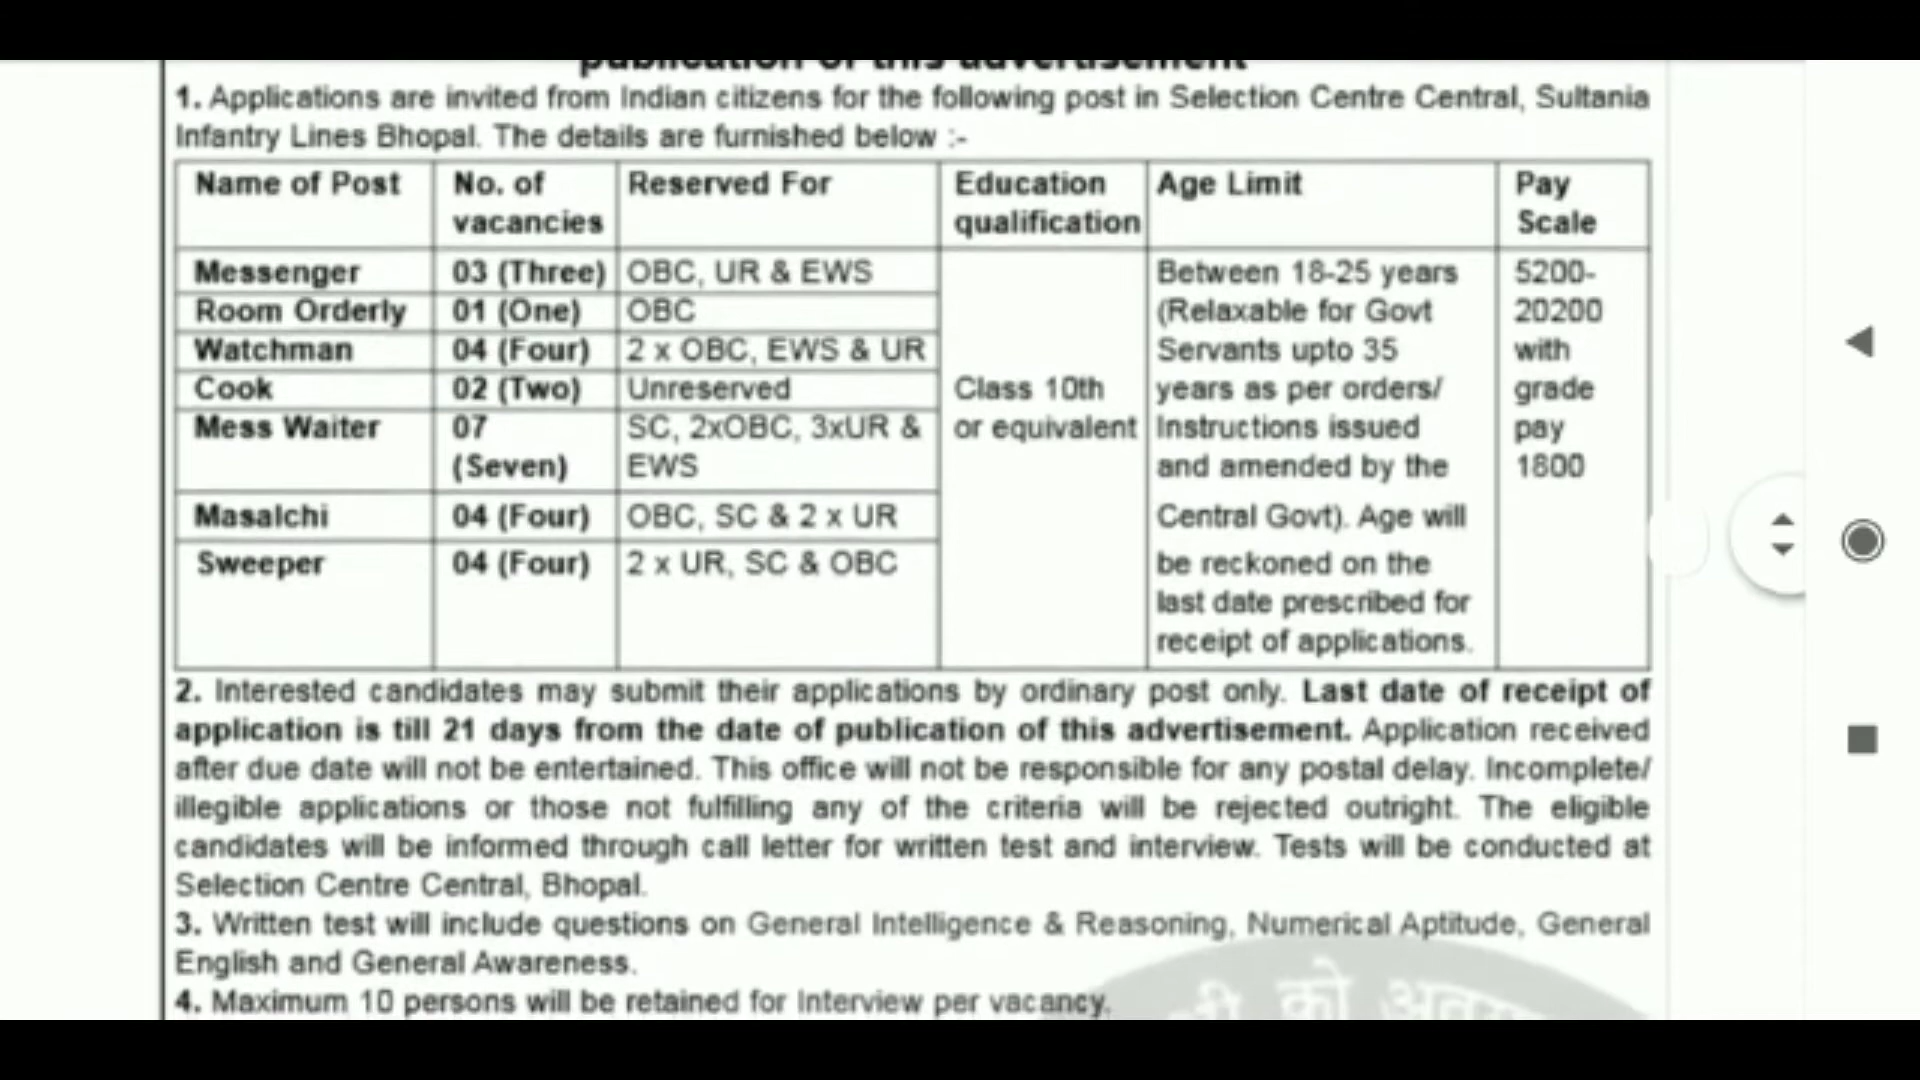 publication of this advertisement
1. Applications are invited from Indian citizens for the following post in Selection Centre Central, Sultania
Infantry Lines Bhopal. The details are furnished below :-
Name of Post No. of vacancies Reserved For Education qualification Age Limit Pay Scale
Messenger 03 (Three) OBC, UR & EWS Between 18-25 years 5200-
Room Orderly 01 (One) OBC (Relaxable for Govt 20200
Watchman 04 (Four) 2 x OBC, EWS & UR Servants upto 35 with
Cook 02 (Two) Unreserved Class 10th years as per orders/ grade
Mess Waiter 07 SC, 2xOBC, 3xUR & or equivalent Instructions issued pay
(Seven) EWS and amended by the 1800
Masalchi 04 (Four) OBC, SC & 2 x UR Central Govt). Age will
Sweeper 04 (Four) 2 x UR, SC & OBC be reckoned on the
last date prescribed for
receipt of applications.
2. Interested candidates may submit their applications by ordinary post only. Last date of receipt of
application is till 21 days from the date of publication of this advertisement. Application received
after due date will not be entertained. This office will not be responsible for any postal delay. Incomplete/
illegible applications or those not fulfilling any of the criteria will be rejected outright. The eligible
candidates will be informed through call letter for written test and interview. Tests will be conducted at
Selection Centre Central, Bhopal.
3. Written test will include questions on General Intelligence & Reasoning, Numerical Aptitude, General
English and General Awareness.
4. Maximum 10 persons will be retained for Interview per vacancy.
को